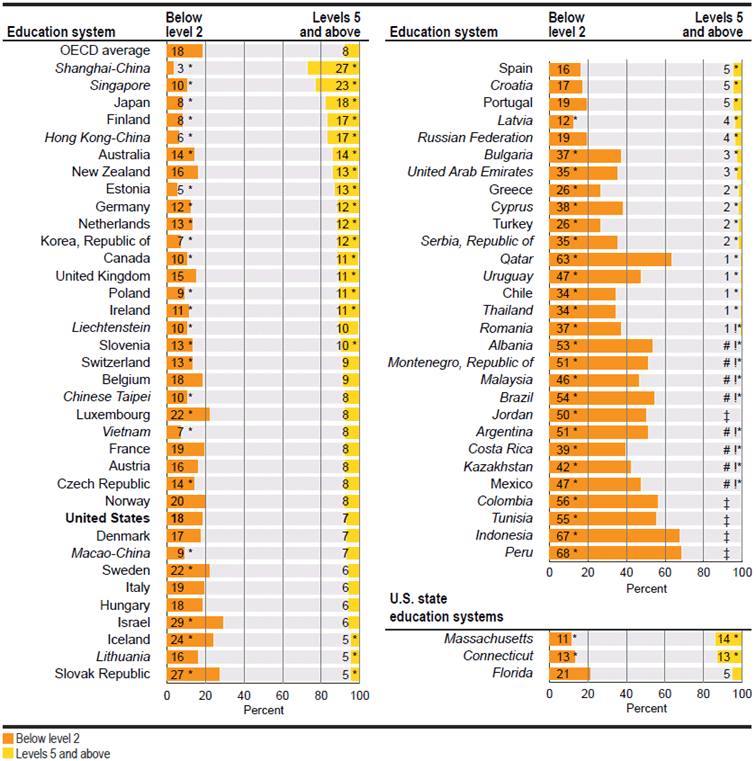 Education system Below level 2 Levels 5 and above
OECD average 18 8
Shanghai-China 3 * 27 *
Singapore 10 * 23 *
Japan 8 * 18 *
Finland 8 * 17 *
Hong Kong-China 6 * 17 *
Australia 14 * 14 *
New Zealand 16 13 *
Estonia 5 * 13 *
Germany 12 * 12 *
Netherlands 13 * 12 *
Korea, Republic of 7 * 12 *
Canada 10 * 11 *
United Kingdom 15 11 *
Poland 9 * 11 *
Ireland 11 * 11 *
Liechtenstein 10 * 10
Slovenia 13 * 10 *
Switzerland 13 * 9
Belgium 18 9
Chinese Taipei 10 * 8
Luxembourg 22 * 8
Vietnam 7 * 8
France 19 8
Austria 16 8
Czech Republic 14 * 8
Norway 20 8
United States 18 7
Denmark 17 7
Macao-China 9 * 7
Sweden 22 * 6
Italy 19 6
Hungary 18 6
Israel 29 * 6
Iceland 24 * 5 *
Lithuania 16 5 *
Slovak Republic 27 * 5 *
0 20 40 60 80 100
Percent
Education system Below level 2 Levels 5 and above
Spain 16 5 *
Croatia 17 5 *
Portugal 19 5 *
Latvia 12 * 4 *
Russian Federation 19 4 *
Bulgaria 37 * 3 *
United Arab Emirates 35 * 3 *
Greece 26 * 2 *
Cyprus 38 * 2 *
Turkey 26 * 2 *
Serbia, Republic of 35 * 2 *
Qatar 63 * 1 *
Uruguay 47 * 1 *
Chile 34 * 1 *
Thailand 34 * 1 *
Romania 37 * 1 !*
Albania 53 * # !*
Montenegro, Republic of 51 * # !*
Malaysia 46 * # !*
Brazil 54 * # !*
Jordan 50 * ‡
Argentina 51 * # !*
Costa Rica 39 * # !*
Kazakhstan 42 * # !*
Mexico 47 * # !*
Colombia 56 * ‡
Tunisia 55 * ‡
Indonesia 67 * ‡
Peru 68 * ‡
0 20 40 60 80 100
Percent
U.S. state
education systems
Massachusetts 11 * 14 *
Connecticut 13 * 13 *
Florida 21 5
0 20 40 60 80 100
Percent
Below level 2
Levels 5 and above